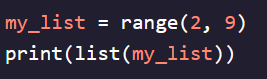 my_list = range(2, 9)
print(list(my_list))